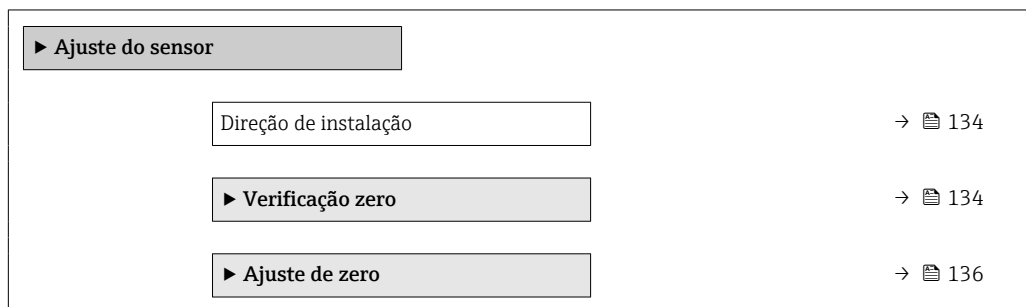 ► Ajuste do sensor
Direção de instalação → 134
► Verificação zero → 134
► Ajuste de zero → 136